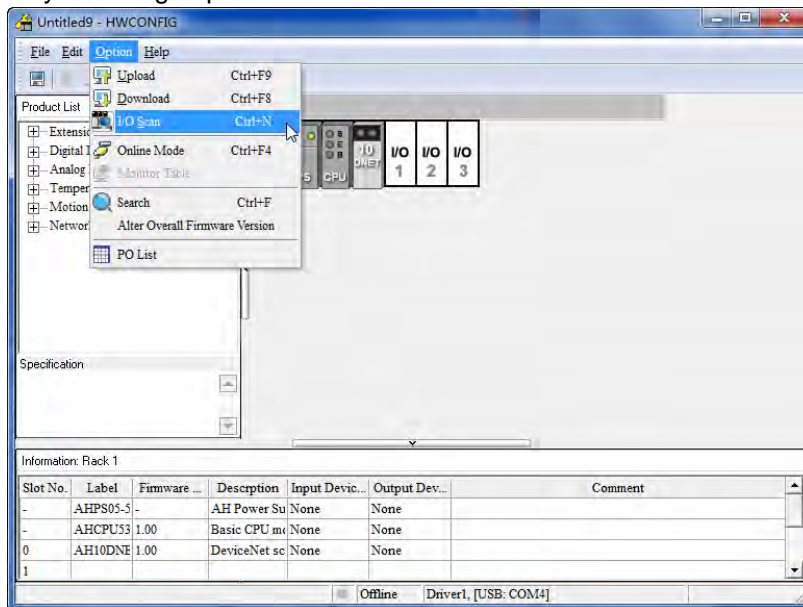 Untitled9 - HWCONFIG
File Edit Option Help
Upload Ctrl+F9
Download Ctrl+F8
I/O Scan Ctrl+N
Online Mode Ctrl+F4
Monitor Table
Search Ctrl+F
Alter Overall Firmware Version
PO List
Product List
Extensi
Digital I
Analog
Temper
Motion
Networ
-5 CPU 10 DNET I/O 1 I/O 2 I/O 3
Specification
Information: Rack 1
Slot No. Label Firmware ... Descrption Input Devic... Output Dev... Comment
- AHPS05-5 - AH Power Su None None
- AHCPU53 1.00 Basic CPU mo None None
0 AH10DNE 1.00 DeviceNet sc None None
1
Offline Driver1, [USB: COM4]